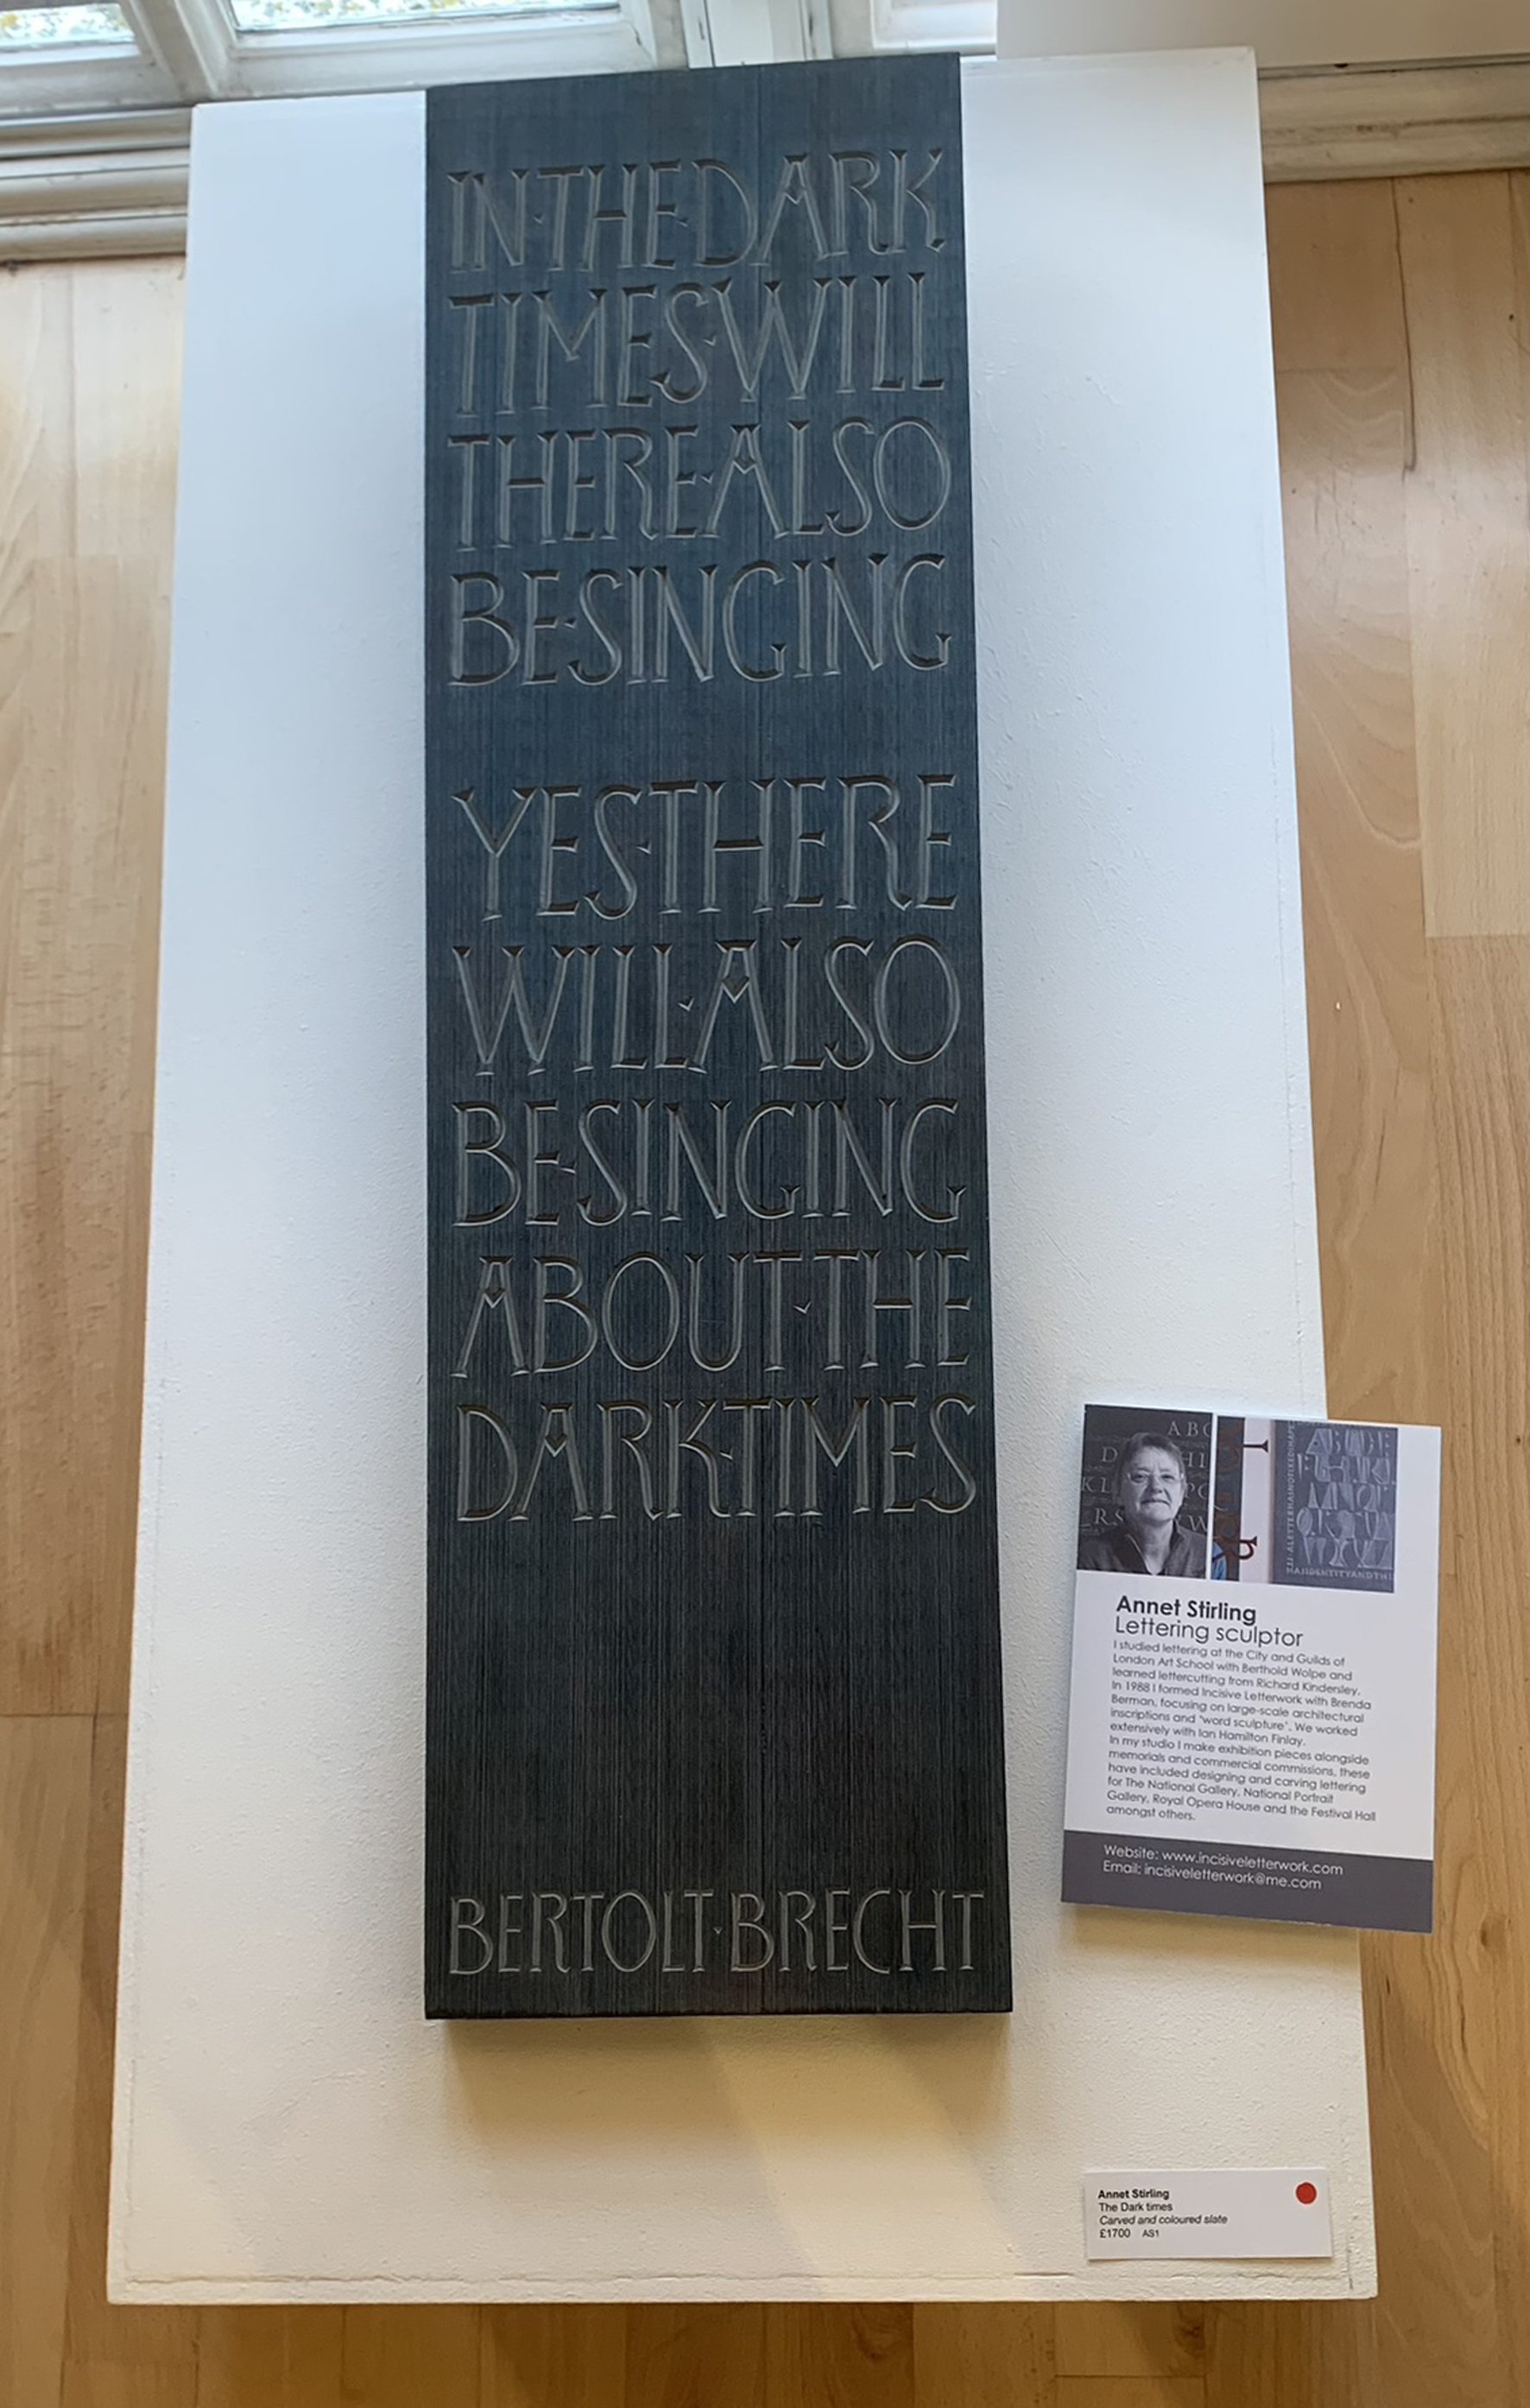 IN·THE·DARK
TIMES·WILL
THERE·ALSO
BE·SINGING
YES·THERE
WILL·ALSO
BE·SINGING
ABOUT·THE
DARK·TIMES
BERTOLT·BRECHT
Annet Stirling
Lettering sculptor
I studied lettering at the City and Guilds of
London Art School with Berthold Wolpe and
learned lettercutting from Richard Kindersley.
In 1988 I formed Incisive Letterwork with Brenda
Berman, focusing on large-scale architectural
inscriptions and "word sculpture". We worked
extensively with Ian Hamilton Finlay.
In my studio I make exhibition pieces alongside
memorials and commercial commissions, these
have included designing and carving lettering
for The National Gallery, National Portrait
Gallery, Royal Opera House and the Festival Hall
amongst others.
Website: www.incisiveletterwork.com
Email: incisiveletterwork@me.com
Annet Stirling
The Dark times
Carved and coloured slate
£1700 AS1